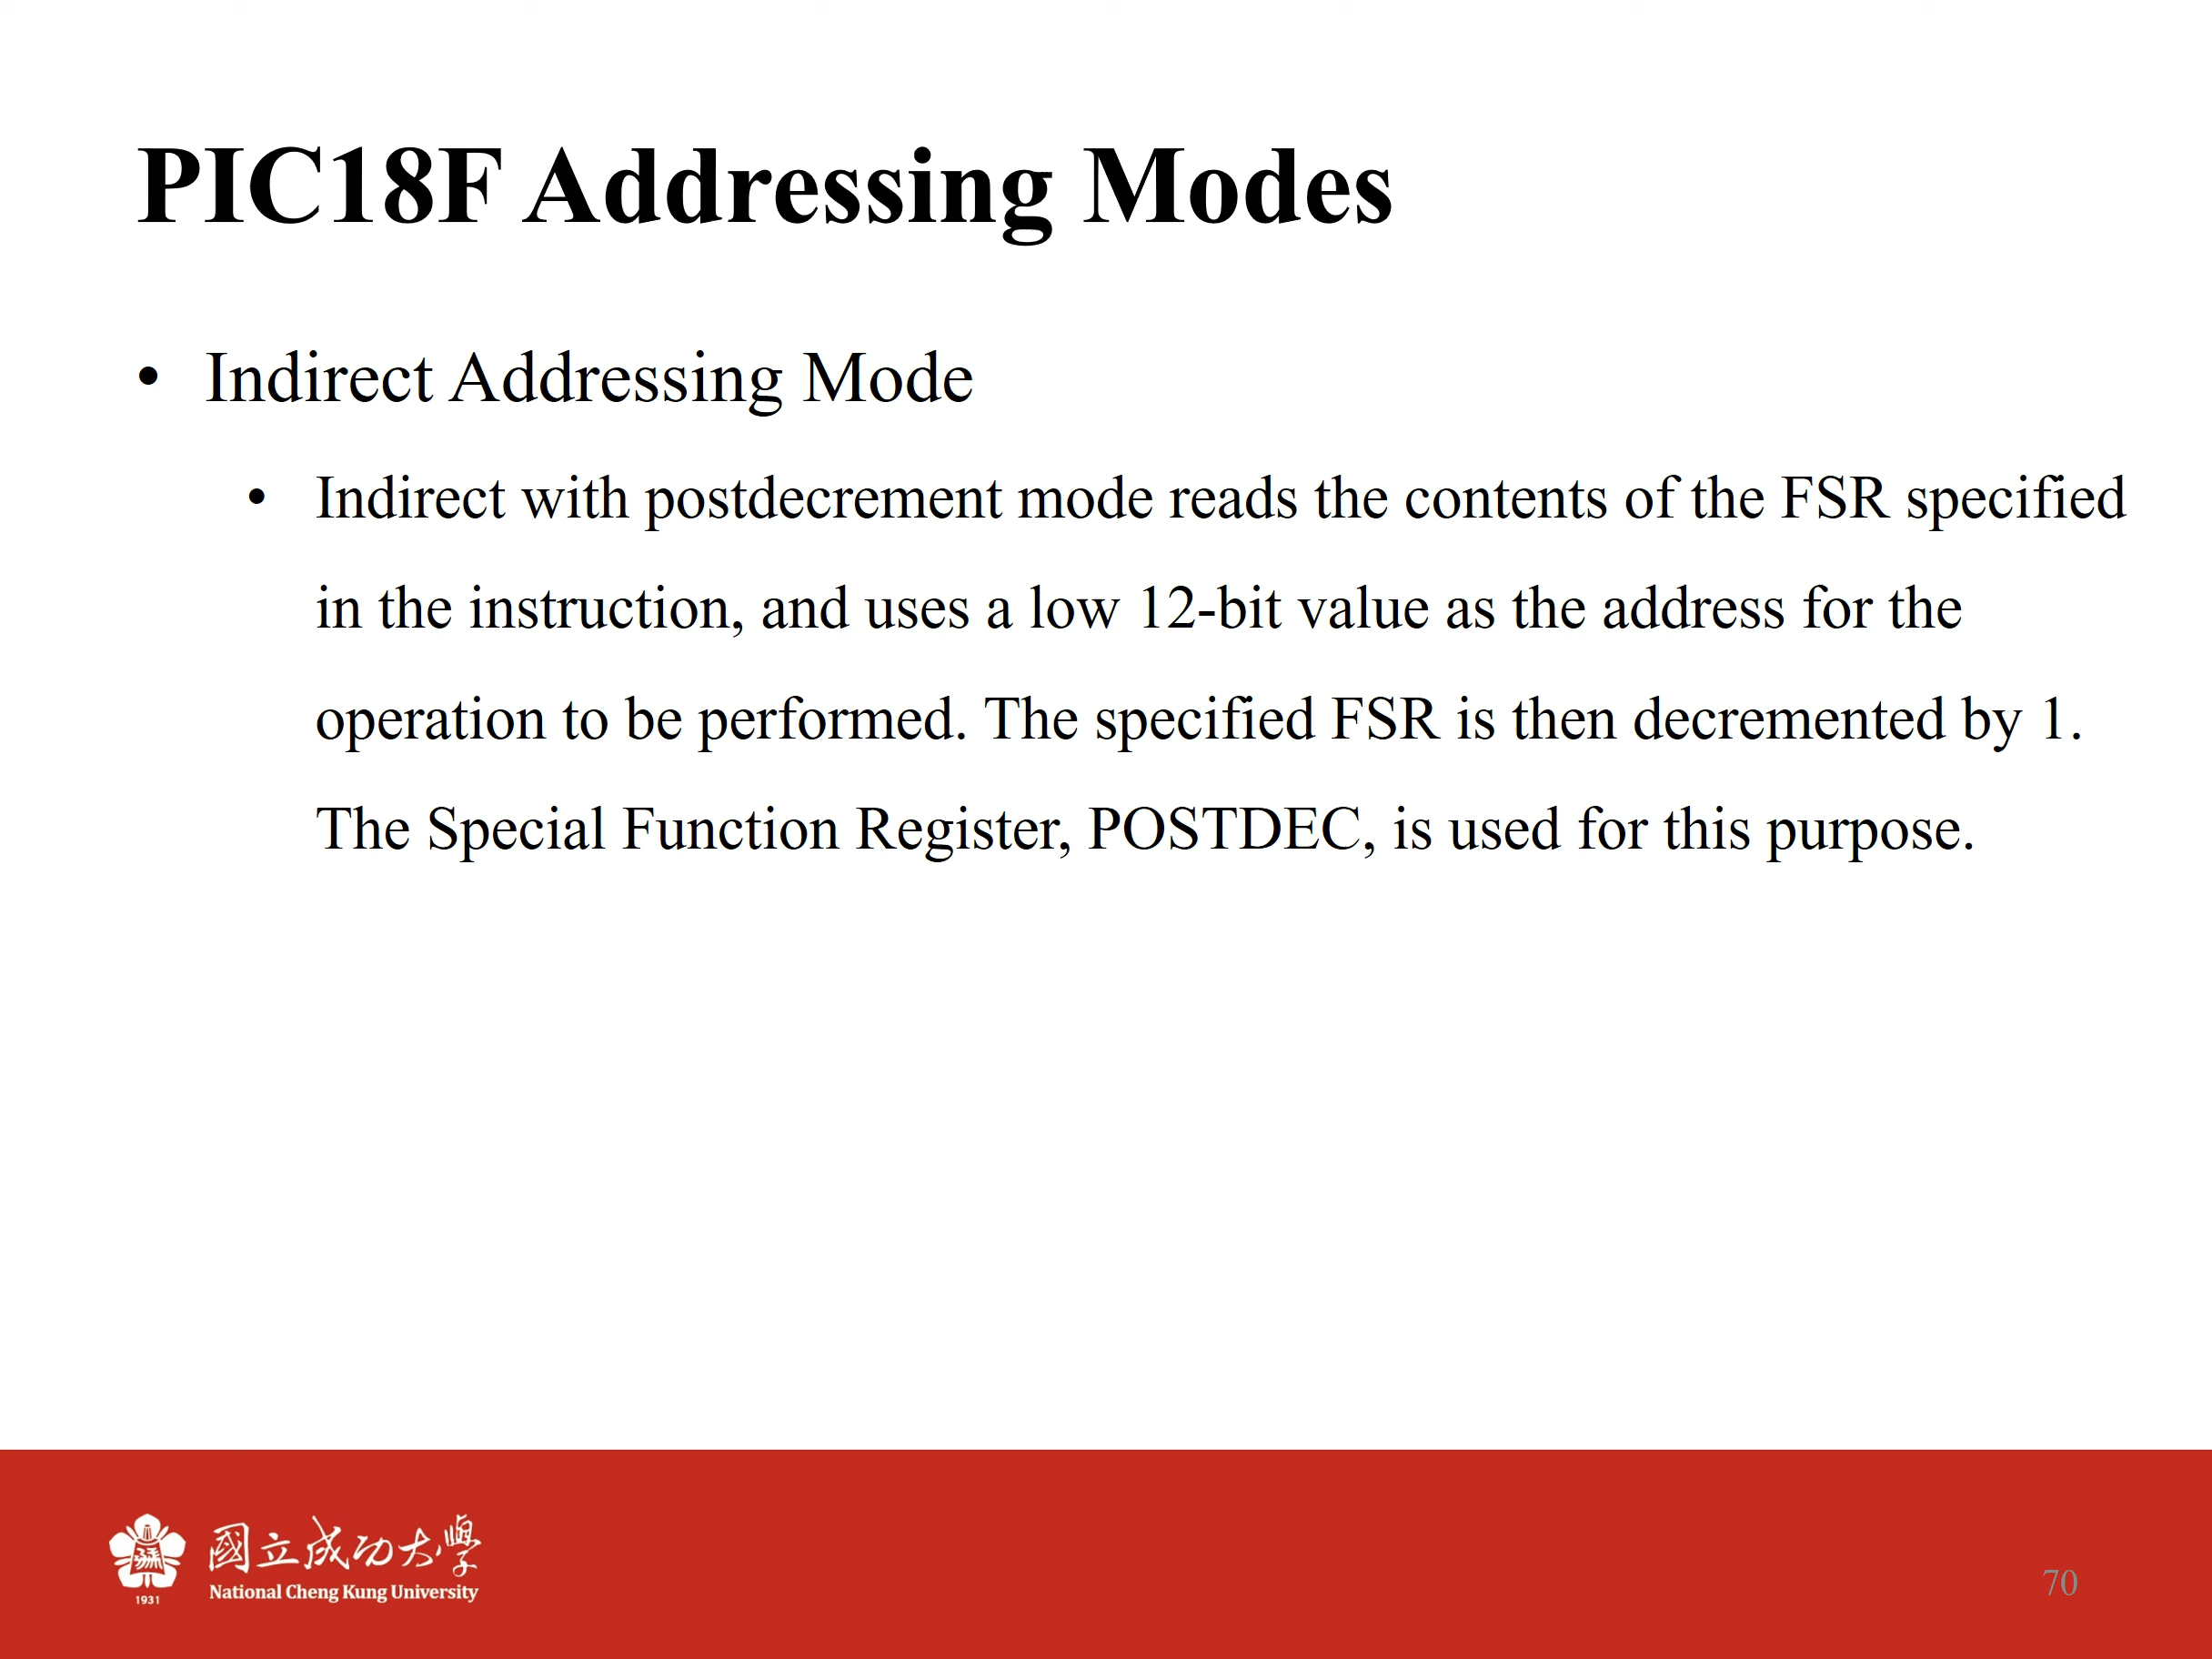 PIC18F Addressing Modes
• Indirect Addressing Mode
• Indirect with postdecrement mode reads the contents of the FSR specified
in the instruction, and uses a low 12-bit value as the address for the
operation to be performed. The specified FSR is then decremented by 1.
The Special Function Register, POSTDEC, is used for this purpose.
國立成功大學
National Cheng Kung University
1931
70